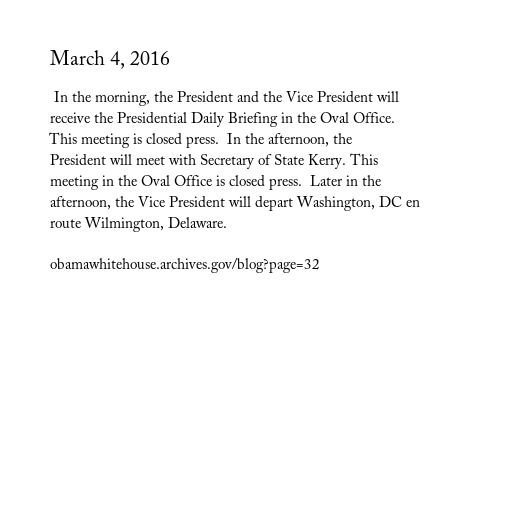 March 4, 2016
In the morning, the President and the Vice President will
receive the Presidential Daily Briefing in the Oval Office.
This meeting is closed press.  In the afternoon, the
President will meet with Secretary of State Kerry. This
meeting in the Oval Office is closed press.  Later in the
afternoon, the Vice President will depart Washington, DC en
route Wilmington, Delaware.
obamawhitehouse.archives.gov/blog?page=32